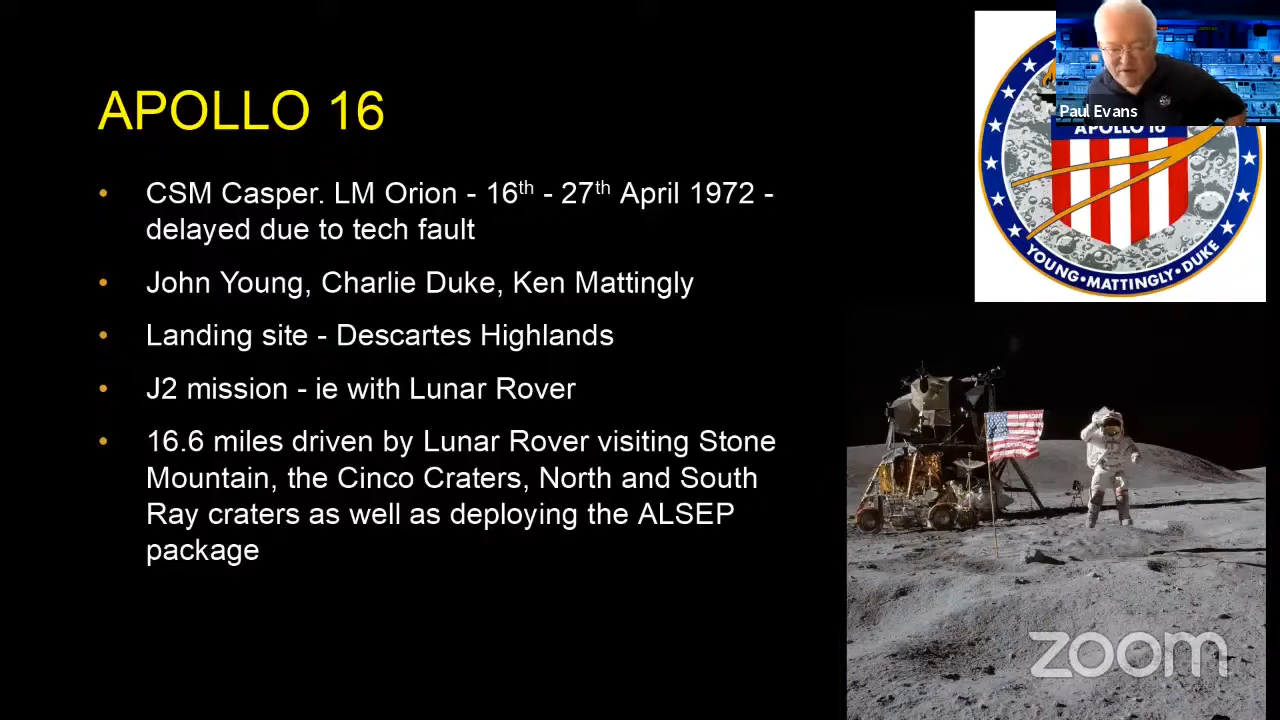 APOLLO 16
• CSM Casper. LM Orion - 16th - 27th April 1972 -
delayed due to tech fault
• John Young, Charlie Duke, Ken Mattingly
• Landing site - Descartes Highlands
• J2 mission - ie with Lunar Rover
• 16.6 miles driven by Lunar Rover visiting Stone
Mountain, the Cinco Craters, North and South
Ray craters as well as deploying the ALSEP
package
Paul Evans
APOLLO 16
YOUNG•MATTINGLY•DUKE
zoom